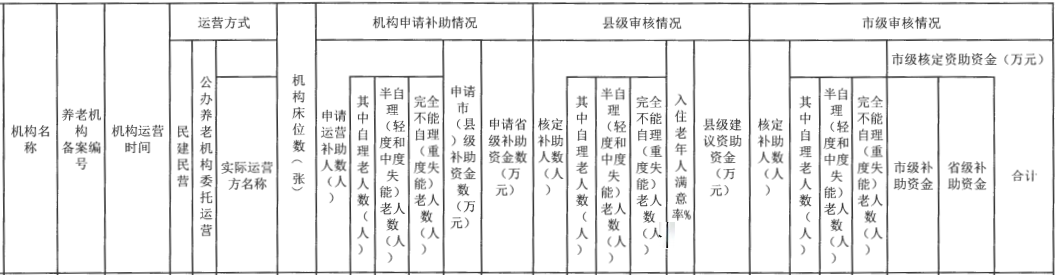 运营方式
机构申请补助情况
县级审核情况
市级审核情况
机构名称
养老机构备案编号
机构运营时间
民建民营
公办养老机构委托运营
实际运营方名称
机构床位数（张）
申请运营补助人数（人）
其中自理老人数（人）
半自理（轻度和中度失能）老人数（人）
完全不能自理（重度失能）老人数（人）
申请市（县）级补助资金数（万元）
申请省级补助资金数（万元）
核定补助人数（人）
其中自理老人数（人）
半自理（轻度和中度失能）老人数（人）
完全不能自理（重度失能）老人数（人）
入住老年人满意率%
县级建议资助资金（万元）
核定补助人数（人）
其中自理老人数（人）
半自理（轻度和中度失能）老人数（人）
完全不能自理（重度失能）老人数（人）
市级核定资助资金（万元）
市级补助资金
省级补助资金
合计